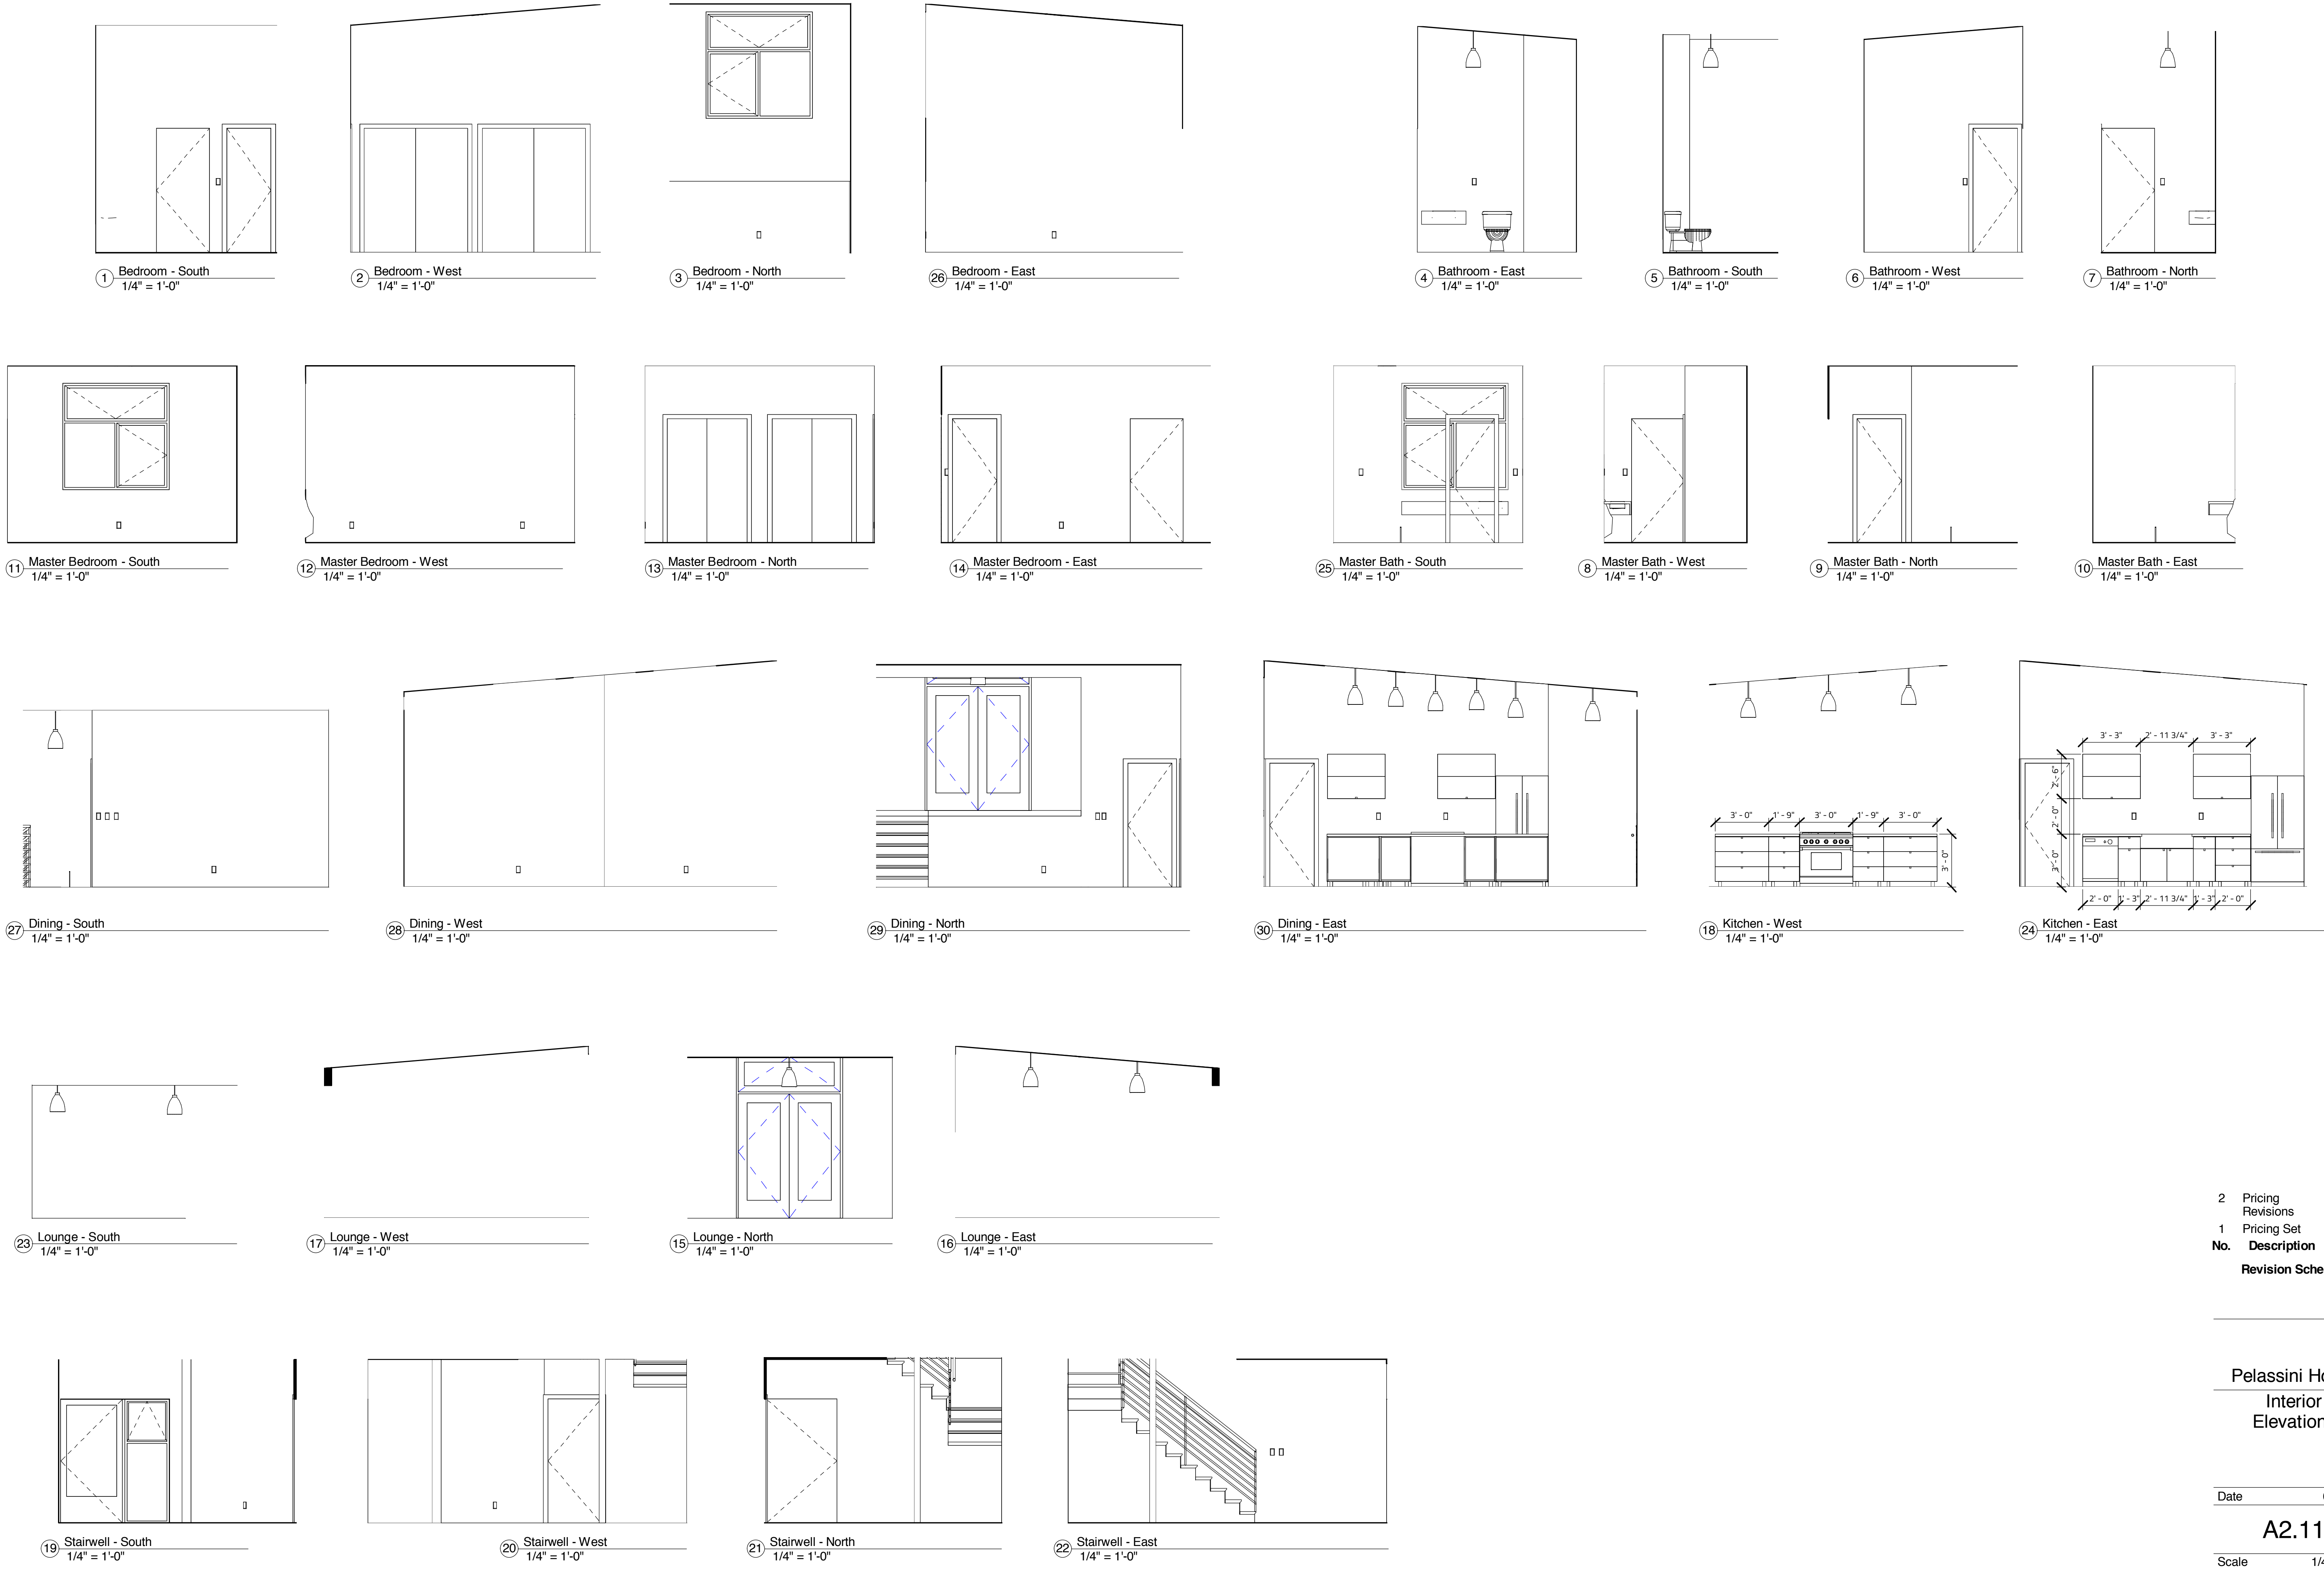 1 Bedroom - South
1/4" = 1'-0"
2 Bedroom - West
1/4" = 1'-0"
3 Bedroom - North
1/4" = 1'-0"
26 Bedroom - East
1/4" = 1'-0"
4 Bathroom - East
1/4" = 1'-0"
5 Bathroom - South
1/4" = 1'-0"
6 Bathroom - West
1/4" = 1'-0"
7 Bathroom - North
1/4" = 1'-0"
11 Master Bedroom - South
1/4" = 1'-0"
12 Master Bedroom - West
1/4" = 1'-0"
13 Master Bedroom - North
1/4" = 1'-0"
14 Master Bedroom - East
1/4" = 1'-0"
25 Master Bath - South
1/4" = 1'-0"
8 Master Bath - West
1/4" = 1'-0"
9 Master Bath - North
1/4" = 1'-0"
10 Master Bath - East
1/4" = 1'-0"
27 Dining - South
1/4" = 1'-0"
28 Dining - West
1/4" = 1'-0"
29 Dining - North
1/4" = 1'-0"
30 Dining - East
1/4" = 1'-0"
3' - 0" 1' - 9" 3' - 0" 1' - 9" 3' - 0"
3' - 0"
18 Kitchen - West
1/4" = 1'-0"
3' - 3" 2' - 11 3/4" 3' - 3"
2' - 6"
2' - 0"
3' - 0"
2' - 0" 1' - 3" 2' - 11 3/4" 1' - 3" 2' - 0"
24 Kitchen - East
1/4" = 1'-0"
23 Lounge - South
1/4" = 1'-0"
17 Lounge - West
1/4" = 1'-0"
15 Lounge - North
1/4" = 1'-0"
16 Lounge - East
1/4" = 1'-0"
19 Stairwell - South
1/4" = 1'-0"
20 Stairwell - West
1/4" = 1'-0"
21 Stairwell - North
1/4" = 1'-0"
22 Stairwell - East
1/4" = 1'-0"
2 Pricing
Revisions
1 Pricing Set
No. Description
Revision Sche
Pelassini Ho
Interior
Elevation
Date
A2.11
Scale 1/4